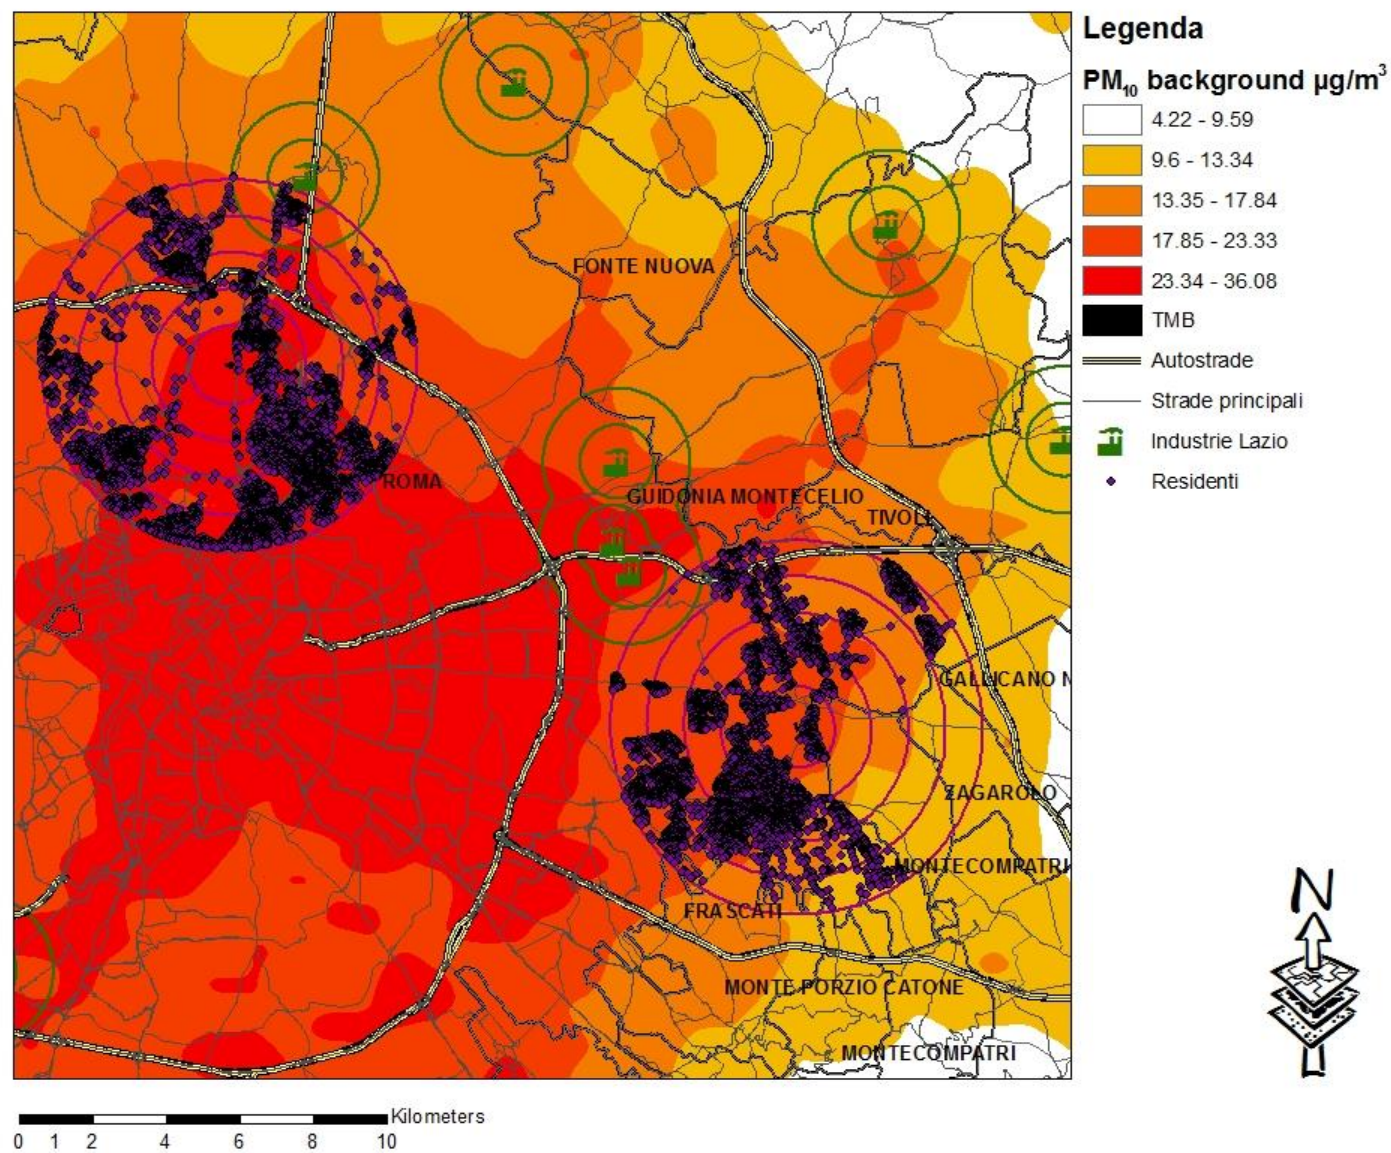 Legenda
PM₁₀ background µg/m³
4.22 - 9.59
9.6 - 13.34
13.35 - 17.84
17.85 - 23.33
23.34 - 36.08
TMB
Autostrade
Strade principali
Industrie Lazio
Residenti
FONTE NUOVA
ROMA
GUIDONIA MONTECELIO
TIVOLI
GALLICANO N
ZAGAROLO
MONTECOMPATRI
FRASCATI
MONTE PORZIO CATONE
MONTECOMPATRI
N
Kilometers
0 1 2 4 6 8 10